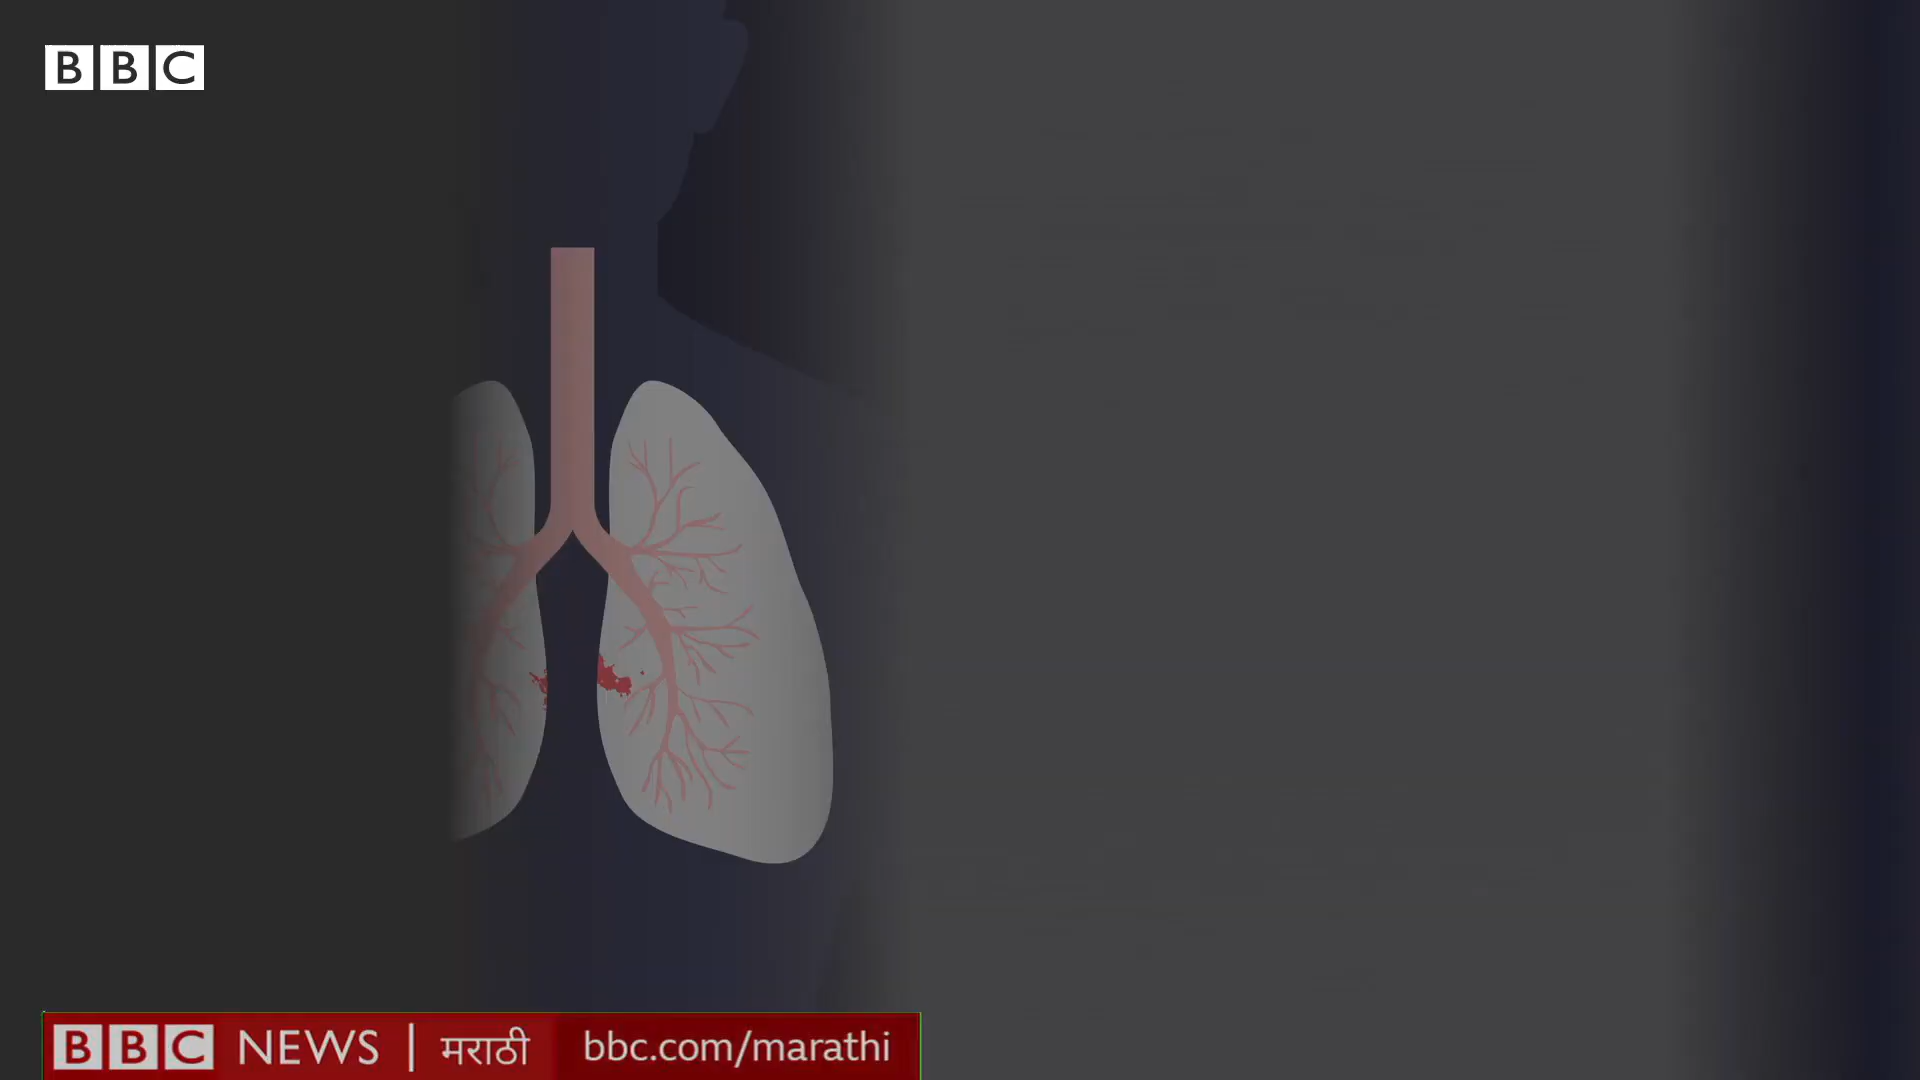 BBC
BBC NEWS | मराठी bbc.com/marathi